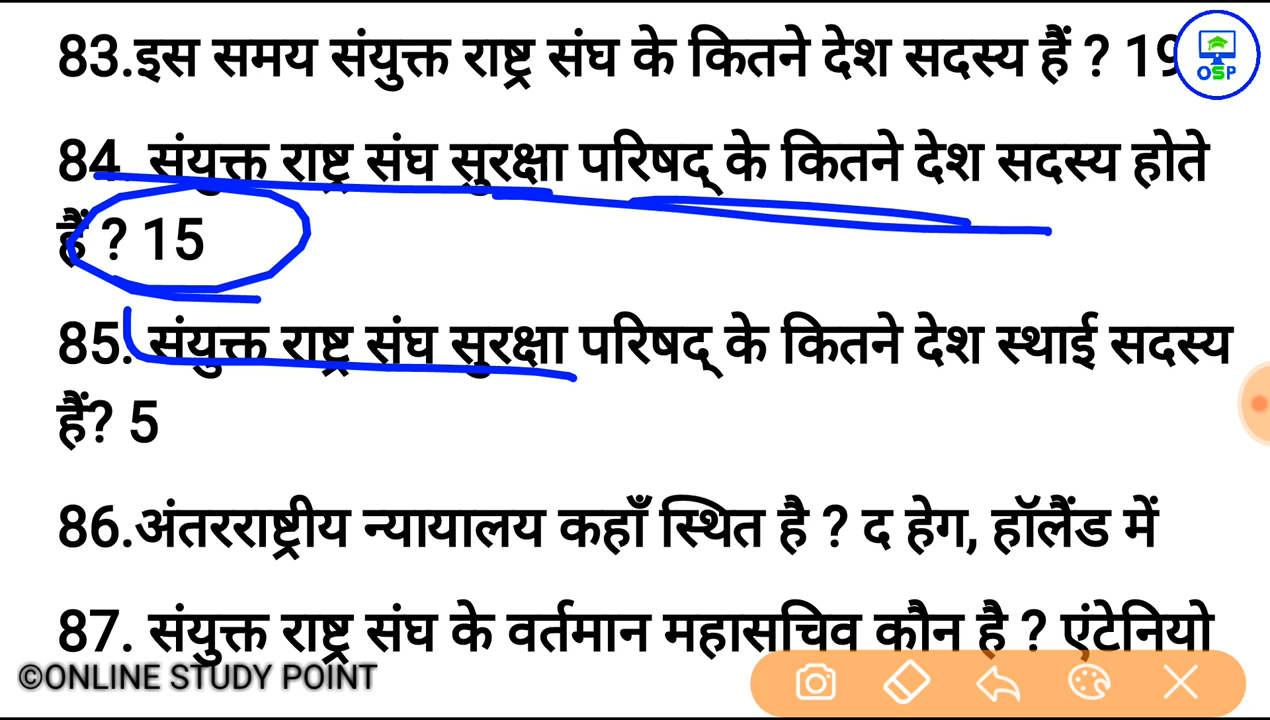 83.इस समय संयुक्त राष्ट्र संघ के कितने देश सदस्य हैं ? 19
OSP
84. संयुक्त राष्ट्र संघ सुरक्षा परिषद् के कितने देश सदस्य होते
हैं ? 15
85. संयुक्त राष्ट्र संघ सुरक्षा परिषद् के कितने देश स्थाई सदस्य
हैं? 5
86.अंतरराष्ट्रीय न्यायालय कहाँ स्थित है ? द हेग, हॉलैंड में
87. संयुक्त राष्ट्र संघ के वर्तमान महासचिव कौन है ? एंटेनियो
©ONLINE STUDY POINT